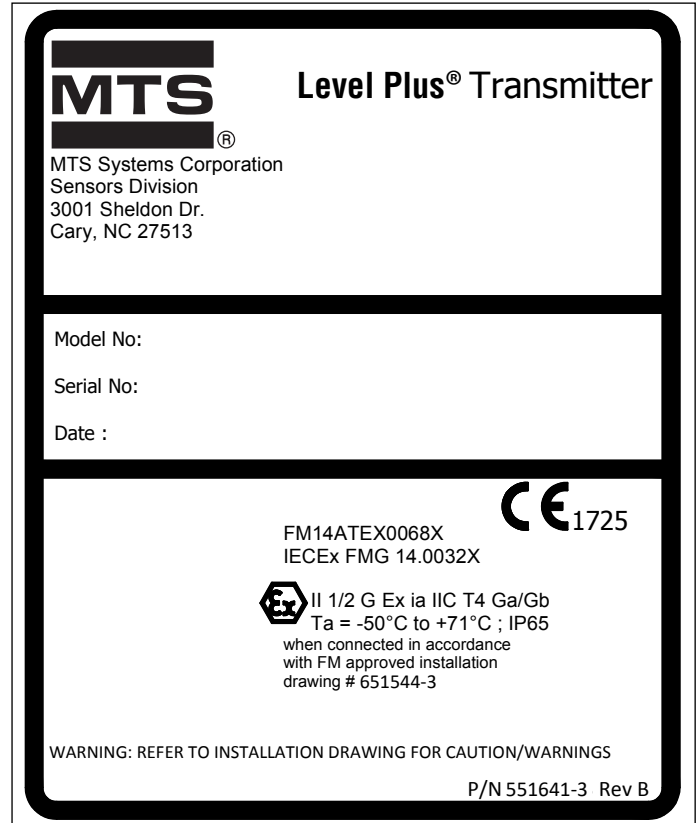 MTS
®
Level Plus® Transmitter
MTS Systems Corporation
Sensors Division
3001 Sheldon Dr.
Cary, NC 27513
Model No:
Serial No:
Date :
CE 1725
FM14ATEX0068X
IECEx FMG 14.0032X
Ex II 1/2 G Ex ia IIC T4 Ga/Gb
Ta = -50°C to +71°C ; IP65
when connected in accordance
with FM approved installation
drawing # 651544-3
WARNING: REFER TO INSTALLATION DRAWING FOR CAUTION/WARNINGS
P/N 551641-3 Rev B